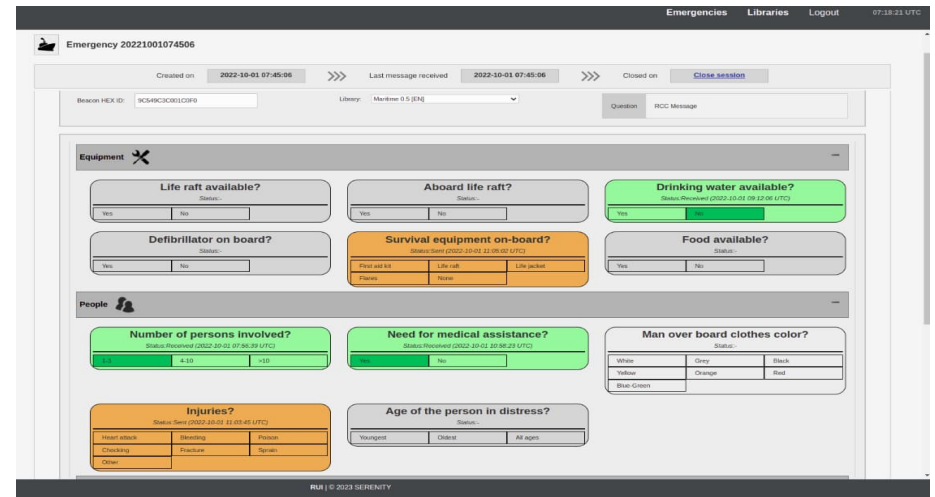 Emergencies Libraries Logout 07:18:21 UTC
Emergency 20221001074506
Created on 2022-10-01 07:45:06 >>> Last message received 2022-10-01 07:45:06 >>> Closed on Close session
Beacon HEX ID: 9C549C3C001C0F0 Library: Maritime 0.5 [EN] Question RCC Message
Equipment
Life raft available? Aboard life raft? Drinking water available?
Status:- Status:- Status:Received (2022-10-01 09:12:06 UTC)
Yes No Yes No Yes No
Defibrillator on board? Survival equipment on-board? Food available?
Status:- Status:Sent (2022-10-01 11:05:02 UTC) Status:-
Yes No First aid kit Life raft Life jacket Yes No
Flares None
People
Number of persons involved? Need for medical assistance? Man over board clothes color?
Status:Received (2022-10-01 07:56:39 UTC) Status:Received (2022-10-01 10:58:23 UTC) Status:-
1-3 4-10 >10 Yes No White Grey Black
Yellow Orange Red
Blue-Green
Injuries? Age of the person in distress?
Status:Sent (2022-10-01 11:03:45 UTC) Status:-
Heart attack Bleeding Poison Youngest Oldest All ages
Chocking Fracture Sprain
Other
RUI | © 2023 SERENITY